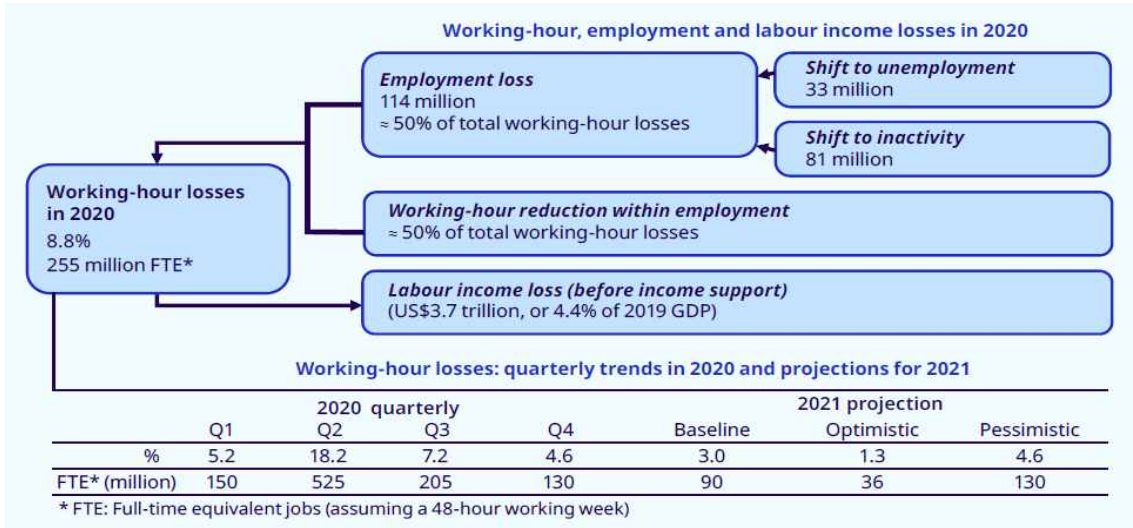 Working-hour, employment and labour income losses in 2020
Employment loss
114 million
≈ 50% of total working-hour losses
Shift to unemployment
33 million
Shift to inactivity
81 million
Working-hour losses
in 2020
8.8%
255 million FTE*
Working-hour reduction within employment
≈ 50% of total working-hour losses
Labour income loss (before income support)
(US$3.7 trillion, or 4.4% of 2019 GDP)
Working-hour losses: quarterly trends in 2020 and projections for 2021
2020 quarterly 2021 projection
Q1 Q2 Q3 Q4 Baseline Optimistic Pessimistic
% 5.2 18.2 7.2 4.6 3.0 1.3 4.6
FTE* (million) 150 525 205 130 90 36 130
* FTE: Full-time equivalent jobs (assuming a 48-hour working week)